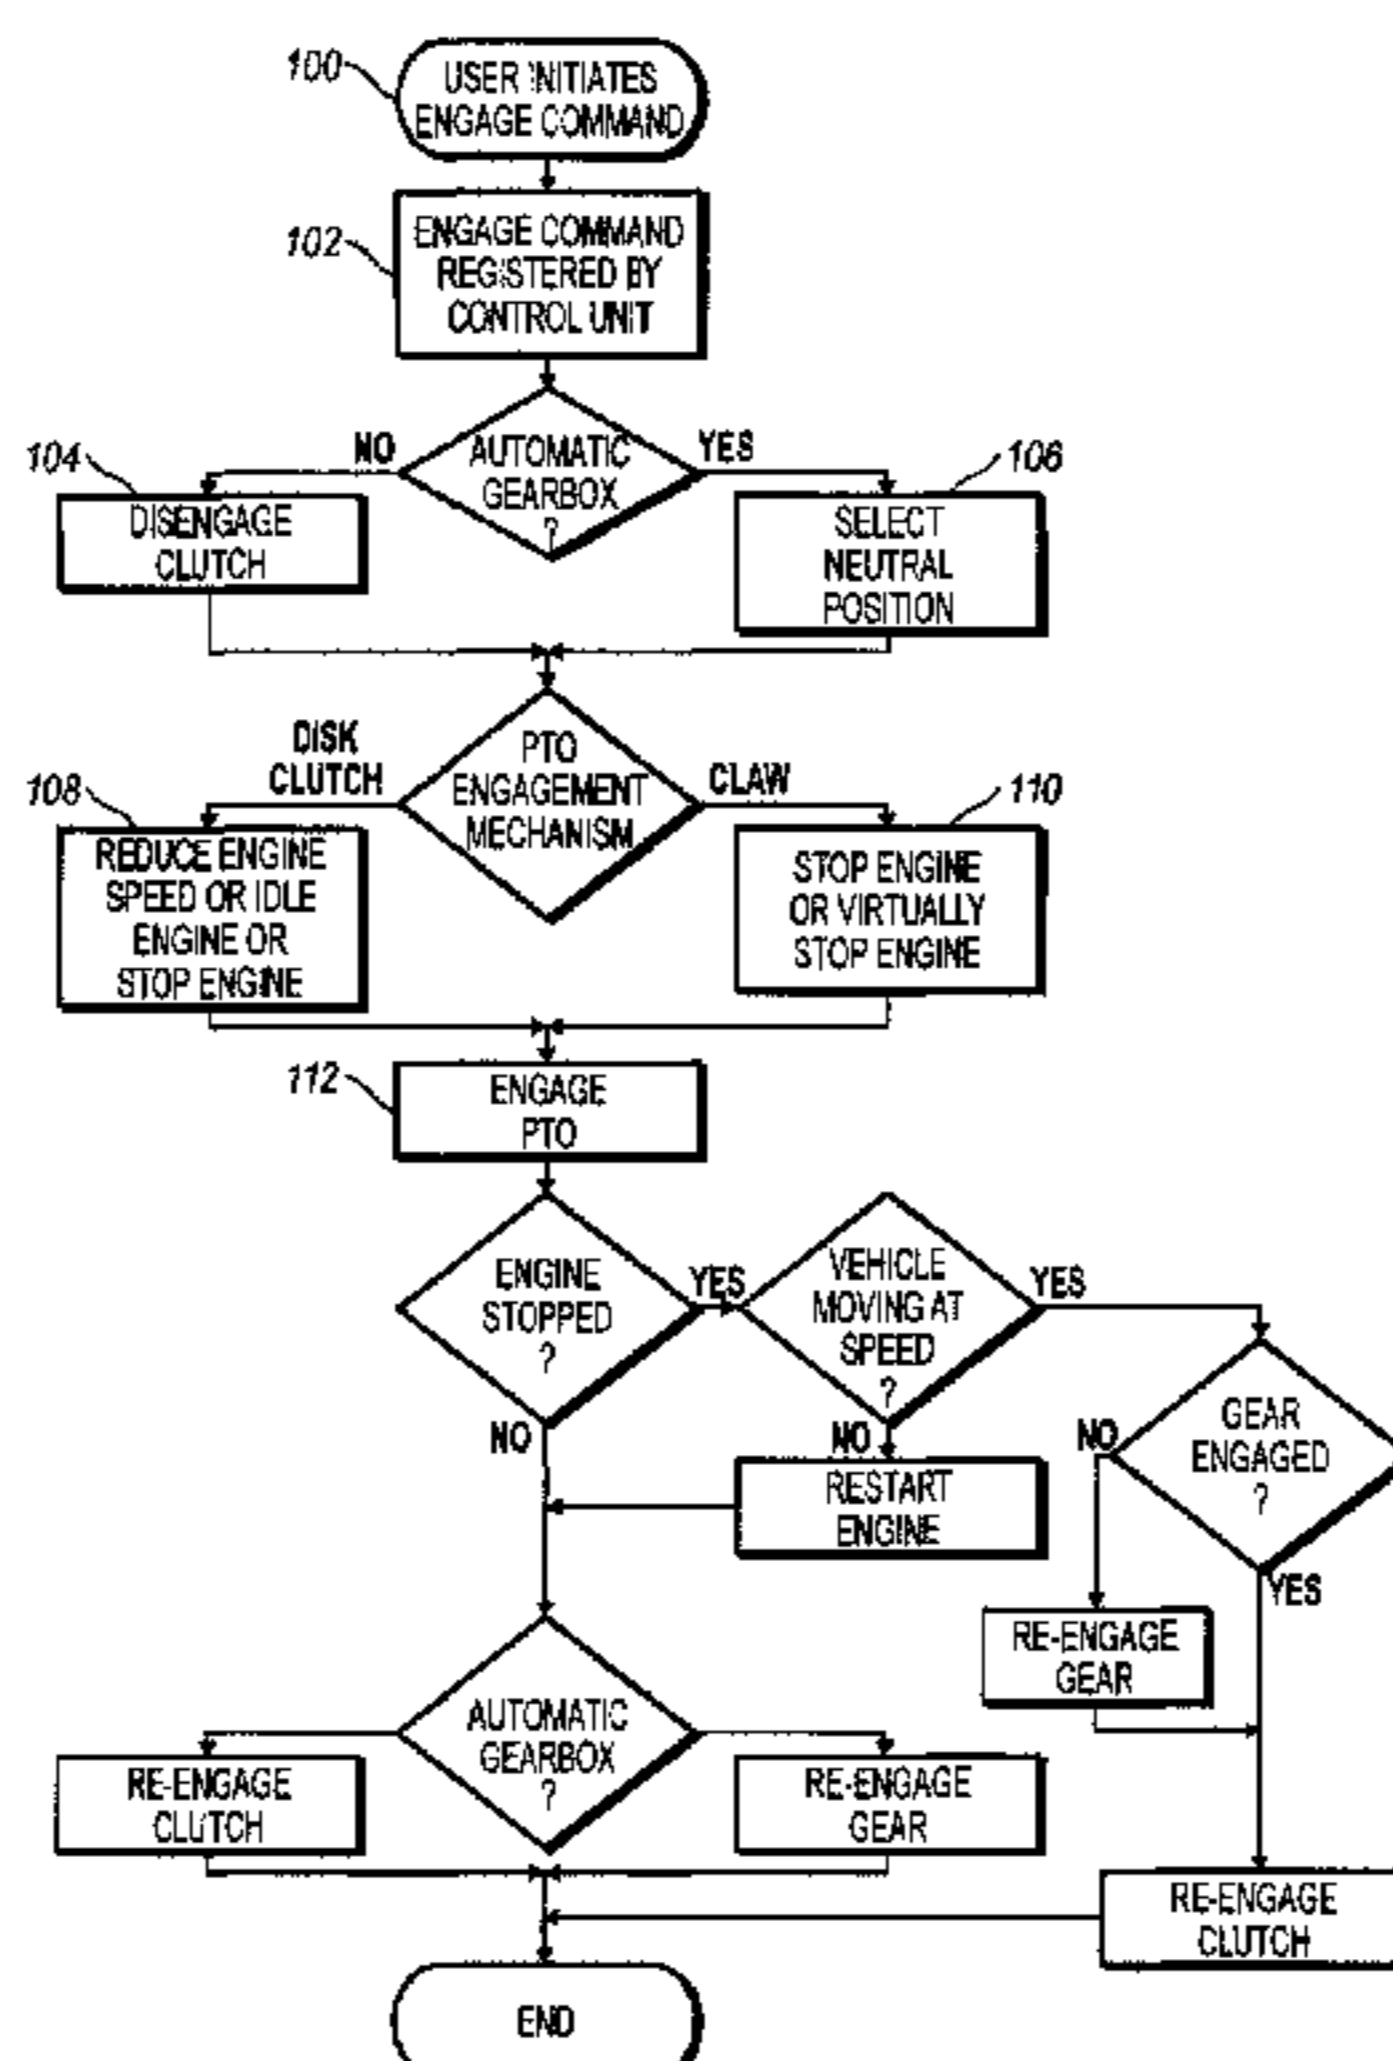 100
USER INITIATES
ENGAGE COMMAND
102
ENGAGE COMMAND
REGISTERED BY
CONTROL UNIT
AUTOMATIC
GEARBOX
?
NO
YES
104
DISENGAGE
CLUTCH
106
SELECT
NEUTRAL
POSITION
PTO
ENGAGEMENT
MECHANISM
DISK
CLUTCH
CLAW
108
REDUCE ENGINE
SPEED OR IDLE
ENGINE OR
STOP ENGINE
110
STOP ENGINE
OR VIRTUALLY
STOP ENGINE
112
ENGAGE
PTO
ENGINE
STOPPED
?
YES
NO
VEHICLE
MOVING AT
SPEED
?
YES
NO
RESTART
ENGINE
GEAR
ENGAGED
?
NO
YES
RE-ENGAGE
GEAR
AUTOMATIC
GEARBOX
?
RE-ENGAGE
CLUTCH
RE-ENGAGE
GEAR
RE-ENGAGE
CLUTCH
END